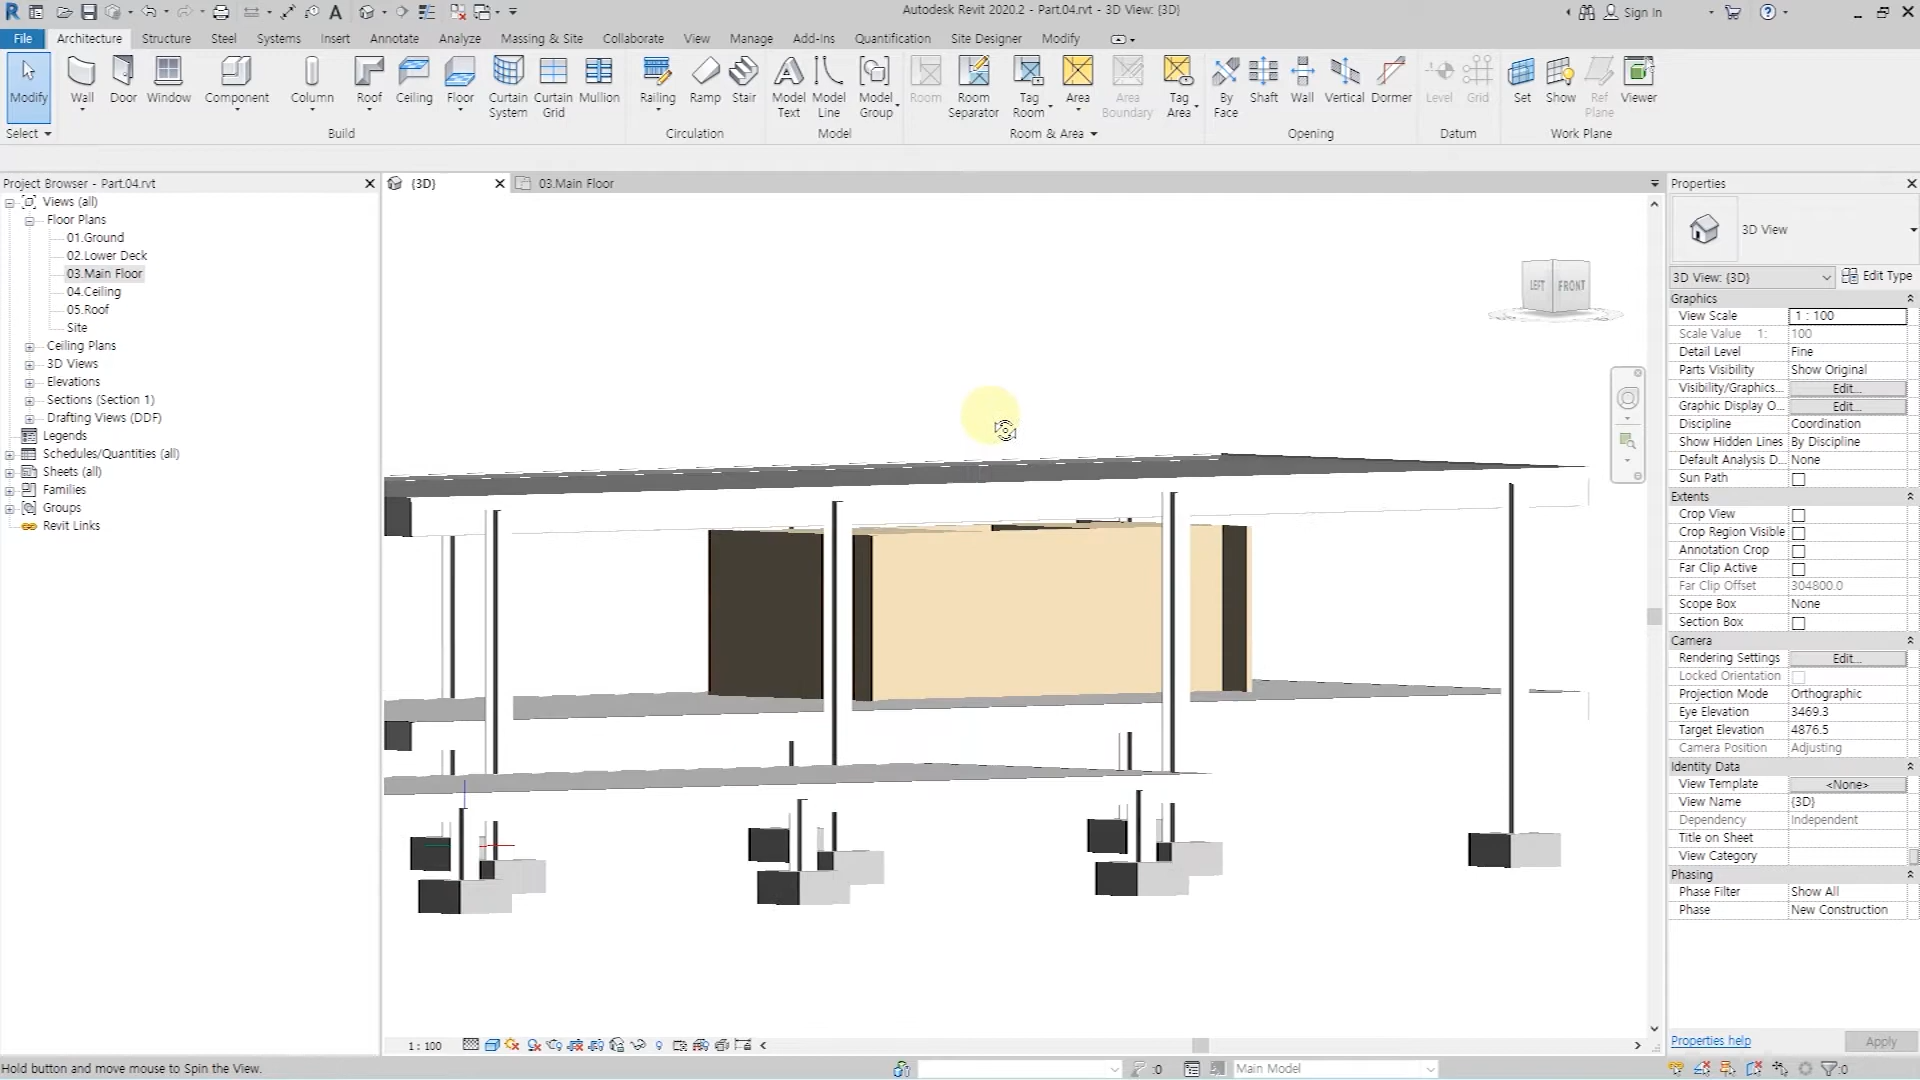 Autodesk Revit 2020.2 - Part.04.rvt - 3D View: {3D}
Sign In
File
Architecture
Structure
Steel
Systems
Insert
Annotate
Analyze
Massing & Site
Collaborate
View
Manage
Add-Ins
Quantification
Site Designer
Modify
Modify
Wall
Door
Window
Component
Column
Roof
Ceiling
Floor
Curtain System
Curtain Grid
Mullion
Railing
Ramp
Stair
Model Text
Model Line
Model Group
Room
Room Separator
Tag Room
Area
Area Boundary
Tag Area
By Face
Shaft
Wall
Vertical
Dormer
Level
Grid
Set
Show
Ref Plane
Viewer
Select
Build
Circulation
Model
Room & Area
Opening
Datum
Work Plane
Project Browser - Part.04.rvt
Views (all)
Floor Plans
01.Ground
02.Lower Deck
03.Main Floor
04.Ceiling
05.Roof
Site
Ceiling Plans
3D Views
Elevations
Sections (Section 1)
Drafting Views (DDF)
Legends
Schedules/Quantities (all)
Sheets (all)
Families
Groups
Revit Links
{3D}
03.Main Floor
LEFT
FRONT
Properties
3D View
3D View: {3D}
Edit Type
Graphics
View Scale 1 : 100
Scale Value 1: 100
Detail Level Fine
Parts Visibility Show Original
Visibility/Graphics... Edit...
Graphic Display O... Edit...
Discipline Coordination
Show Hidden Lines By Discipline
Default Analysis D... None
Sun Path
Extents
Crop View
Crop Region Visible
Annotation Crop
Far Clip Active
Far Clip Offset 304800.0
Scope Box None
Section Box
Camera
Rendering Settings Edit...
Locked Orientation
Projection Mode Orthographic
Eye Elevation 3469.3
Target Elevation 4876.5
Camera Position Adjusting
Identity Data
View Template <None>
View Name {3D}
Dependency Independent
Title on Sheet
View Category
Phasing
Phase Filter Show All
Phase New Construction
Properties help
Apply
1 : 100
Hold button and move mouse to Spin the View.
:0
Main Model
:0